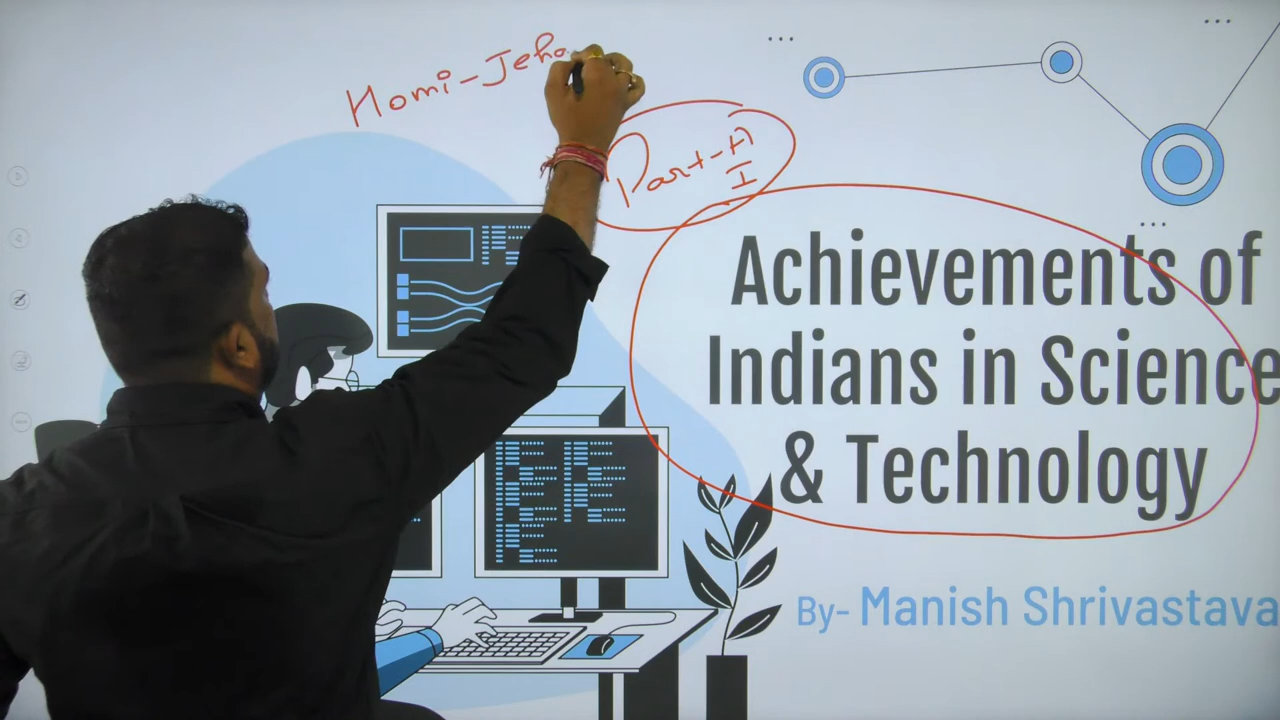 Homi-Jeha
Part-A
I
Achievements of
Indians in Science
& Technology
By- Manish Shrivastava